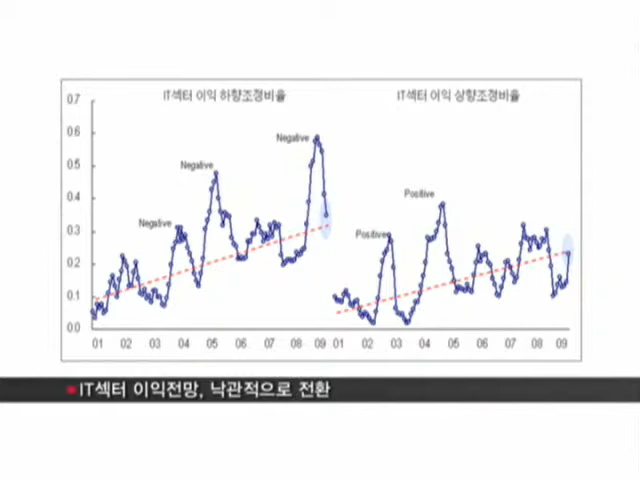 IT섹터 이익 하향조정비율
IT섹터 이익 상향조정비율
0.7
0.6
0.5
0.4
0.3
0.2
0.1
0.0
Negative
Negative
Negative
Positive
Positive
01 02 03 04 05 06 07 08 09 01 02 03 04 05 06 07 08 09
IT섹터 이익전망, 낙관적으로 전환